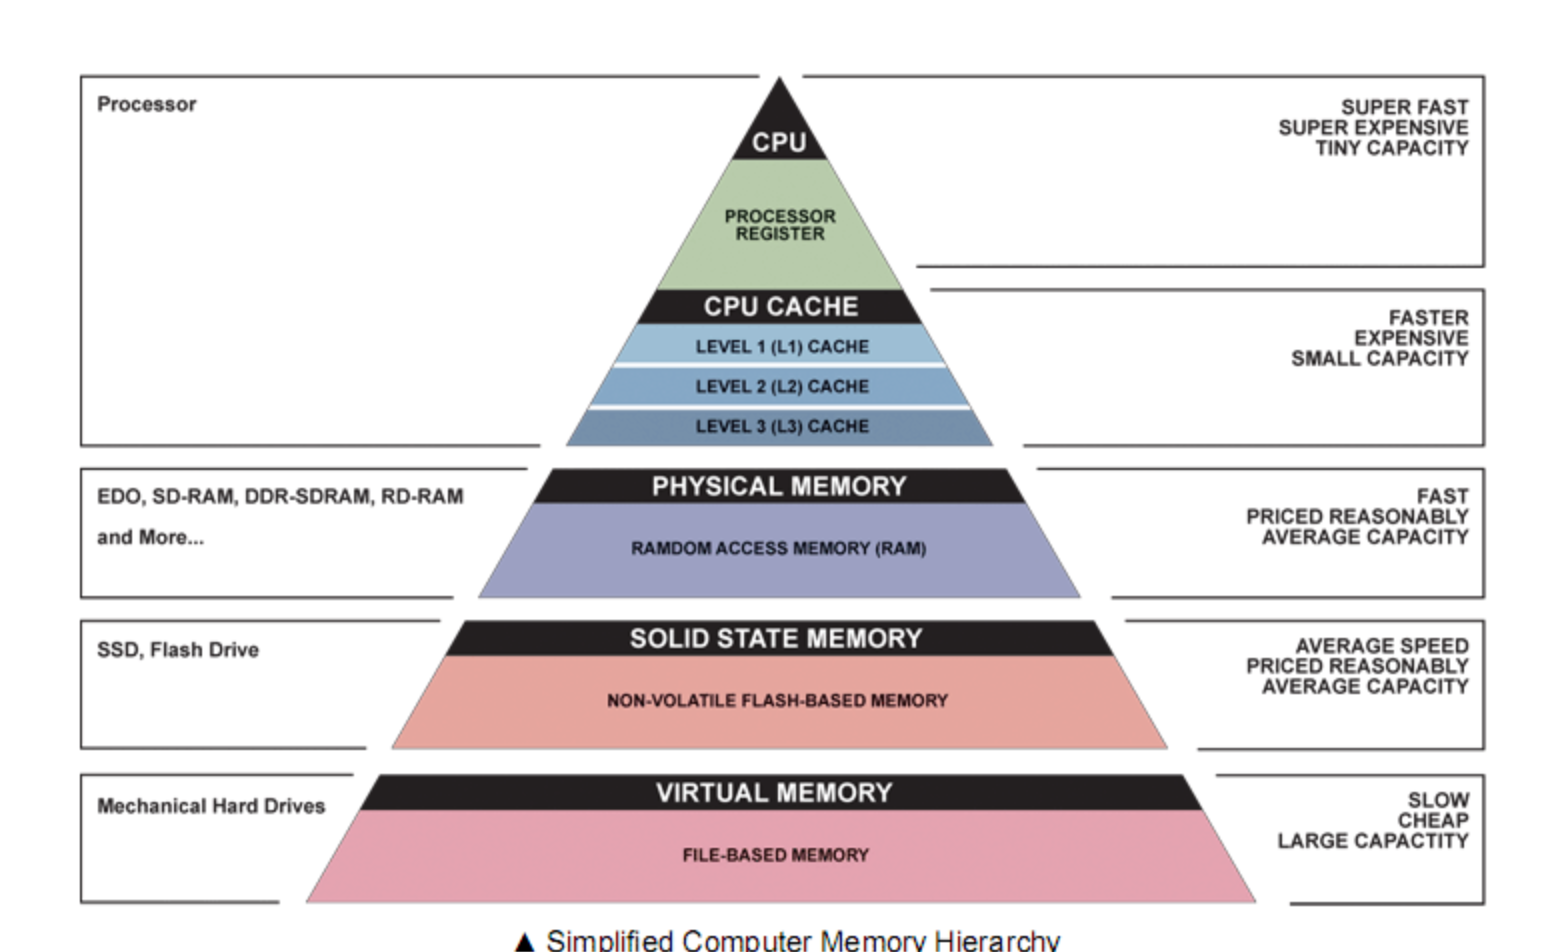 Processor
CPU
SUPER FAST
SUPER EXPENSIVE
TINY CAPACITY
PROCESSOR
REGISTER
CPU CACHE
LEVEL 1 (L1) CACHE
LEVEL 2 (L2) CACHE
LEVEL 3 (L3) CACHE
FASTER
EXPENSIVE
SMALL CAPACITY
EDO, SD-RAM, DDR-SDRAM, RD-RAM
and More...
PHYSICAL MEMORY
RAMDOM ACCESS MEMORY (RAM)
FAST
PRICED REASONABLY
AVERAGE CAPACITY
SSD, Flash Drive
SOLID STATE MEMORY
NON-VOLATILE FLASH-BASED MEMORY
AVERAGE SPEED
PRICED REASONABLY
AVERAGE CAPACITY
Mechanical Hard Drives
VIRTUAL MEMORY
FILE-BASED MEMORY
SLOW
CHEAP
LARGE CAPACTITY
▲ Simplified Computer Memory Hierarchy